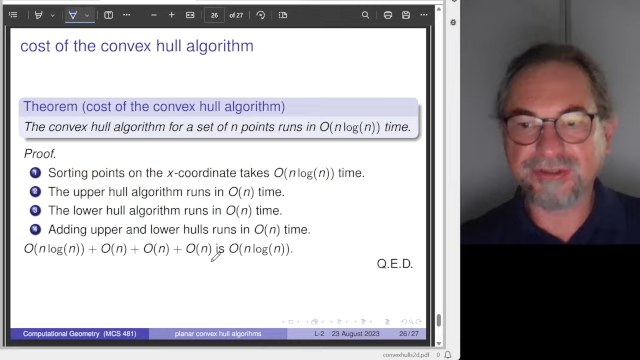 26 of 27
cost of the convex hull algorithm
Theorem (cost of the convex hull algorithm)
The convex hull algorithm for a set of n points runs in O(n log(n)) time.
Proof.
1 Sorting points on the x-coordinate takes O(n log(n)) time.
2 The upper hull algorithm runs in O(n) time.
3 The lower hull algorithm runs in O(n) time.
4 Adding upper and lower hulls runs in O(n) time.
O(n log(n)) + O(n) + O(n) + O(n) is O(n log(n)).
Q.E.D.
Computational Geometry (MCS 481) planar convex hull algorithms L-2 23 August 2023 26 / 27
convexhulls2d.pdf 0